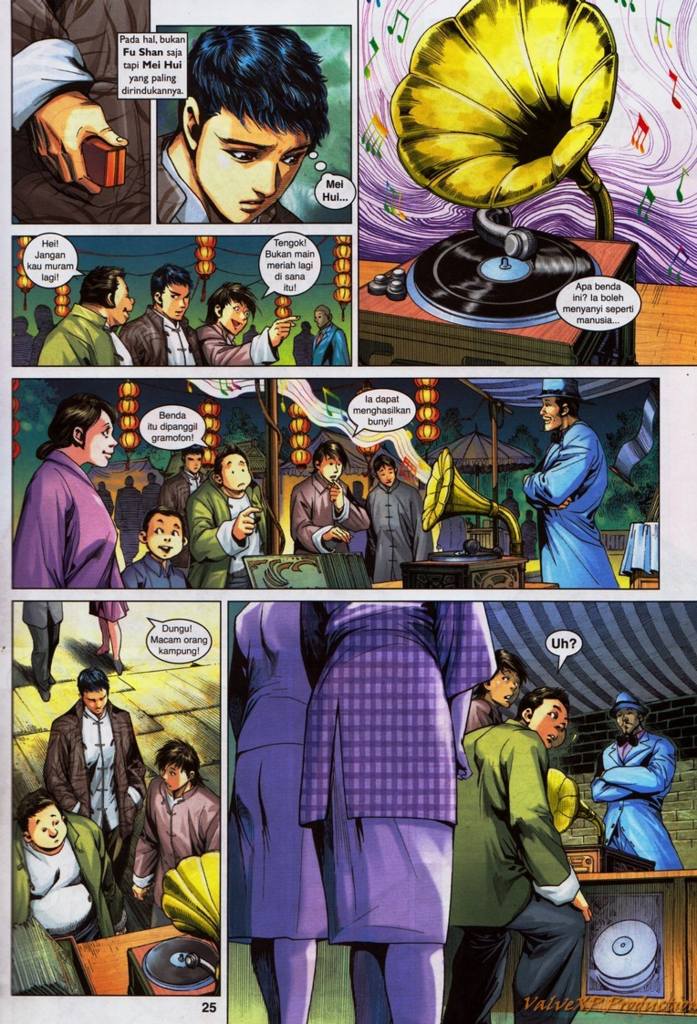 Pada hal, bukan
Fu Shan saja
tapi Mei Hui
yang paling
dirindukannya.
Mei
Hui...
Hei!
Jangan
kau muram
lagi!
Tengok!
Bukan main
meriah lagi
di sana
itu!
Apa benda
ini? Ia boleh
menyanyi seperti
manusia...
Benda
itu dipanggil
gramofon!
Ia dapat
menghasilkan
bunyi!
Dungu!
Macam orang
kampung!
Uh?
25
ValveXP Production